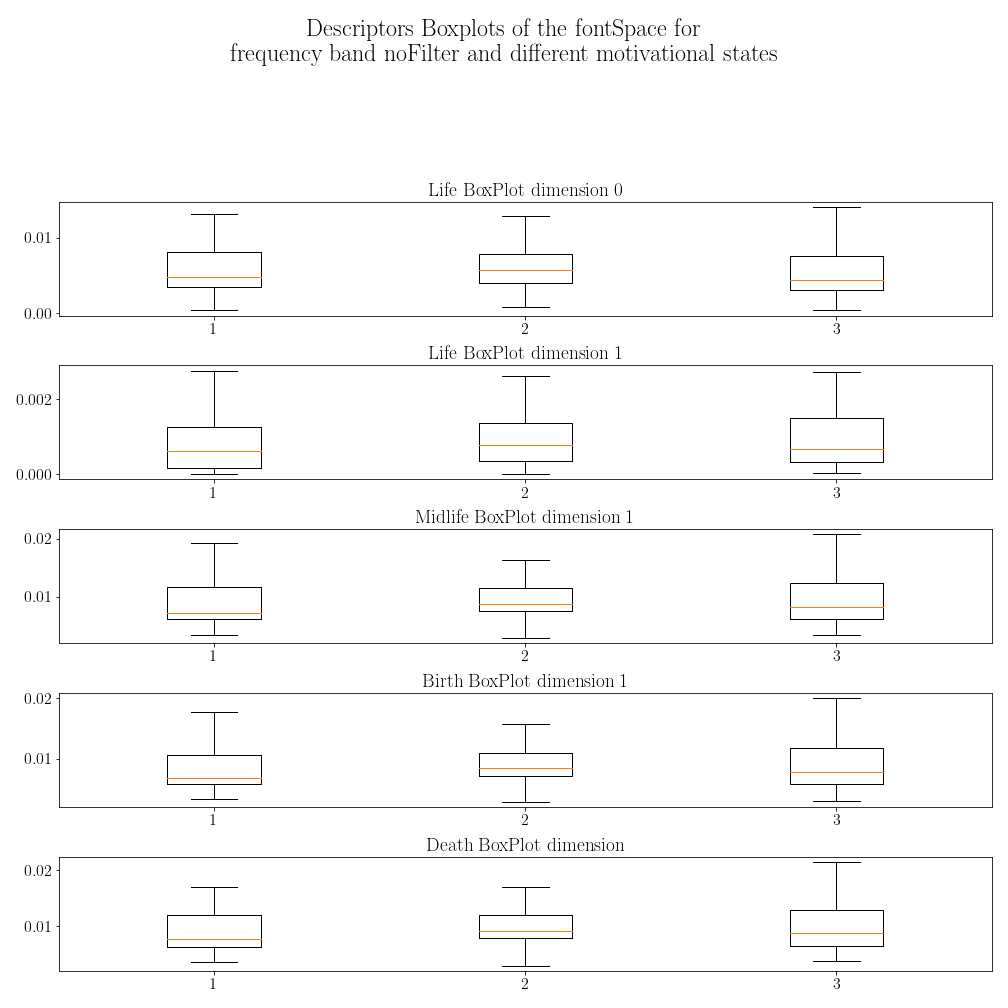 Descriptors Boxplots of the fontSpace for
frequency band noFilter and different motivational states
Life BoxPlot dimension 0
0.01
0.00
1 2 3
Life BoxPlot dimension 1
0.002
0.000
1 2 3
Midlife BoxPlot dimension 1
0.02
0.01
1 2 3
Birth BoxPlot dimension 1
0.02
0.01
1 2 3
Death BoxPlot dimension
0.02
0.01
1 2 3